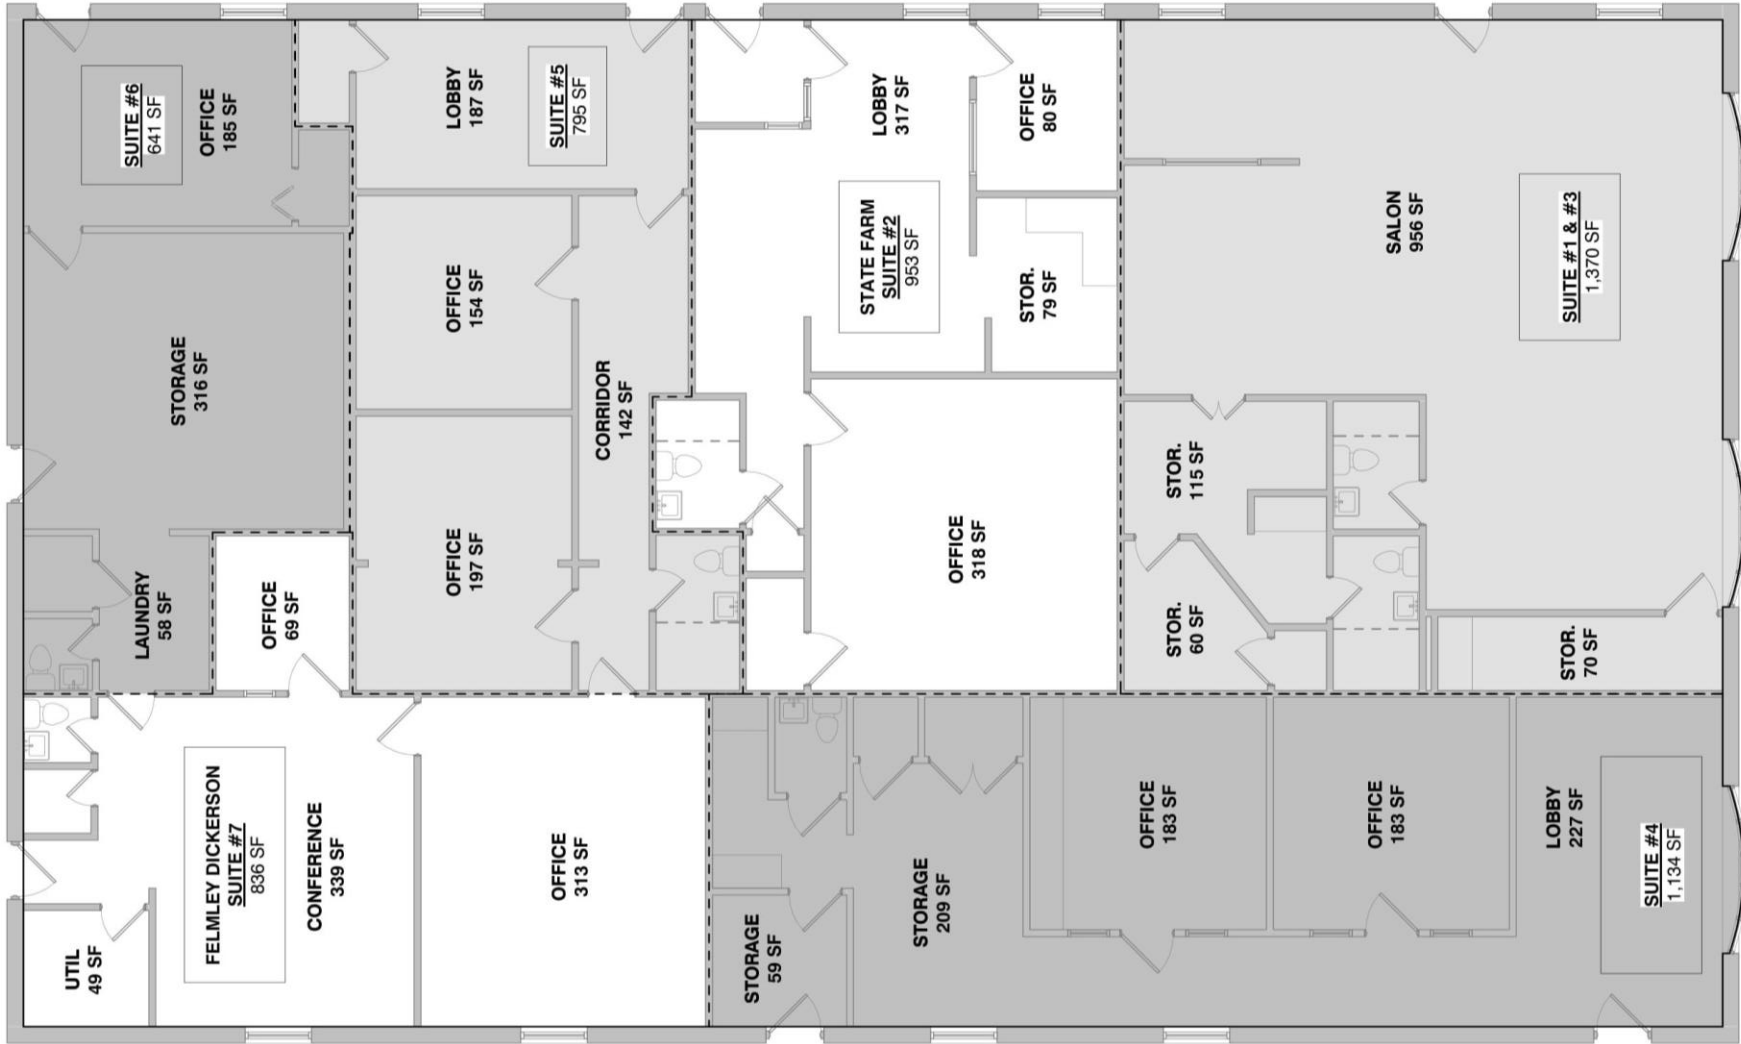 SUITE #6
641 SF
OFFICE
185 SF
LOBBY
187 SF
SUITE #5
795 SF
LOBBY
317 SF
OFFICE
80 SF
STORAGE
316 SF
OFFICE
154 SF
CORRIDOR
142 SF
STATE FARM
SUITE #2
953 SF
STOR.
79 SF
SALON
956 SF
SUITE #1 & #3
1,370 SF
LAUNDRY
58 SF
OFFICE
69 SF
OFFICE
197 SF
OFFICE
318 SF
STOR.
115 SF
STOR.
60 SF
STOR.
70 SF
UTIL
49 SF
FELMLEY DICKERSON
SUITE #7
836 SF
CONFERENCE
339 SF
OFFICE
313 SF
STORAGE
59 SF
STORAGE
209 SF
OFFICE
183 SF
OFFICE
183 SF
LOBBY
227 SF
SUITE #4
1,134 SF